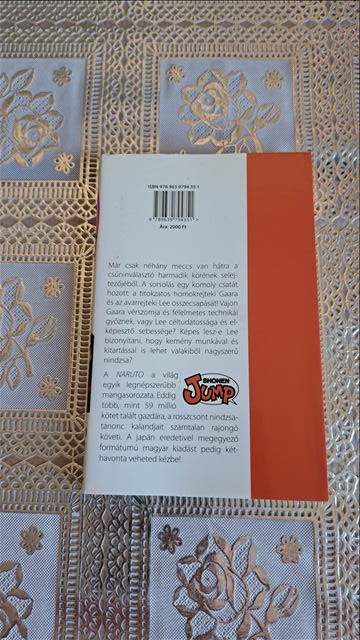 ISBN 978 963 9794 35 1
9 789639 794351 >
Ára: 2000 Ft
Már csak néhány meccs van hátra a
csúninválasztó harmadik körének selej-
tezőjéből. A sorsolás egy komoly csatát
hozott: a titokzatos homokrejteki Gaara
és az avarrejteki Lee összecsapását! Vajon
Gaara vérszomja és félelmetes technikái
győznek, vagy Lee céltudatossága és el-
képesztő sebessége? Képes lesz-e Lee
bizonyítani, hogy kemény munkával és
kitartással is lehet valakiből nagyszerű
nindzsa?
A NARUTO a világ
egyik legnépszerűbb
mangasorozata. Eddig
több, mint 59 millió
kötet talált gazdára, a rosszcsont nindzsa-
tanonc kalandjait számtalan rajongó
követi. A japán eredetivel megegyező
formátumú magyar kiadást pedig két-
havonta veheted kézbe!
SHONEN
JUMP